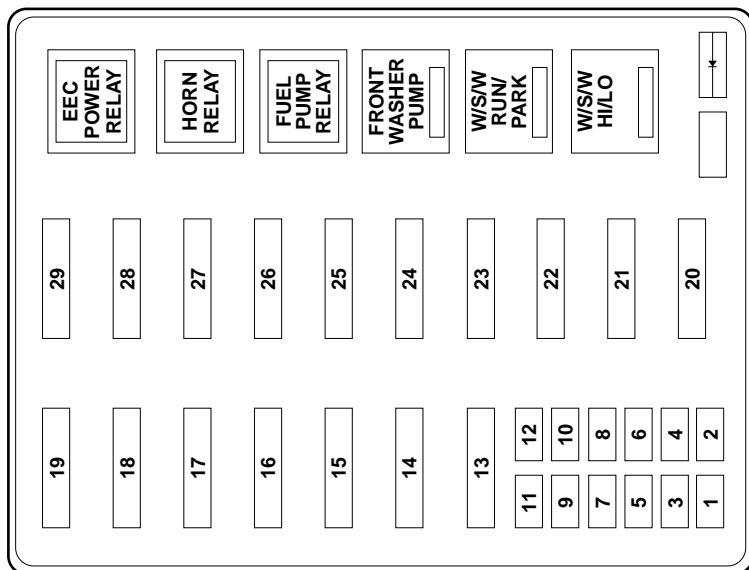 EEC
POWER
RELAY
HORN
RELAY
FUEL
PUMP
RELAY
FRONT
WASHER
PUMP
W/S/W
RUN/
PARK
W/S/W
HI/LO
29
28
27
26
25
24
23
22
21
20
19
18
17
16
15
14
13
12
10
8
6
4
2
11
9
7
5
3
1